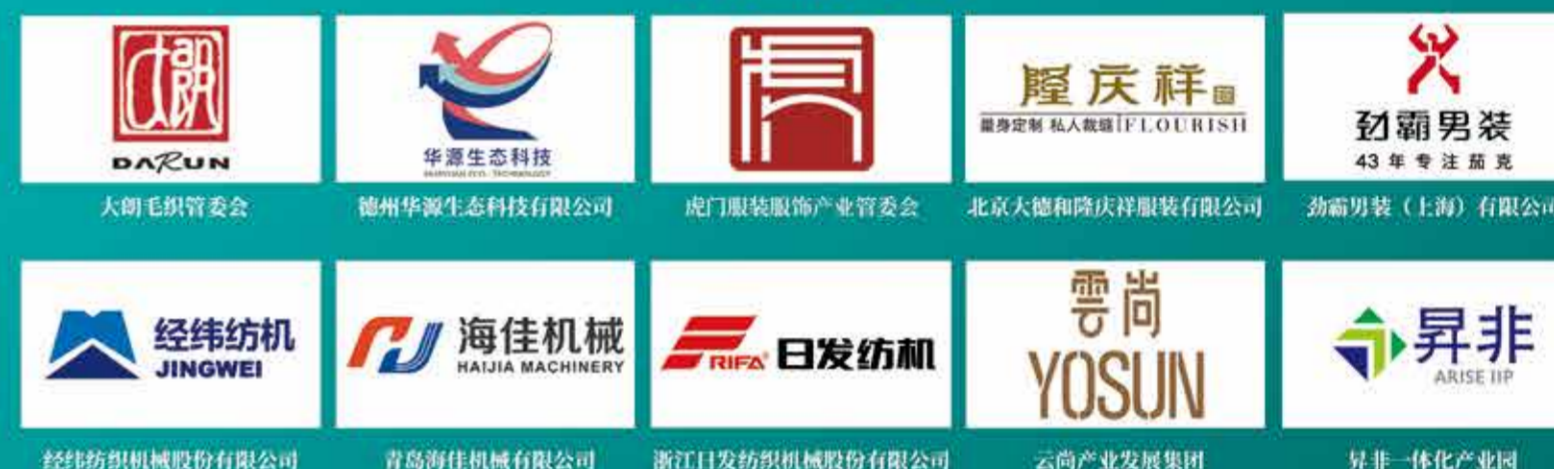 大朗
DARUN
华源生态科技
HUAYUAN ECO-TECHNOLOGY
虎
隆庆祥
量身定制 私人裁缝 FLOURISH
劲霸男装
43年专注茄克
大朗毛织管委会
德州华源生态科技有限公司
虎门服装服饰产业管委会
北京大德和隆庆祥服装有限公司
劲霸男装(上海)有限公司
经纬纺机
JINGWEI
海佳机械
HAIJIA MACHINERY
RIFA® 日发纺机
雲尚
YOSUN
昇非
ARISE IIP
经纬纺织机械股份有限公司
青岛海佳机械有限公司
浙江日发纺织机械股份有限公司
云尚产业发展集团
昇非一体化产业园